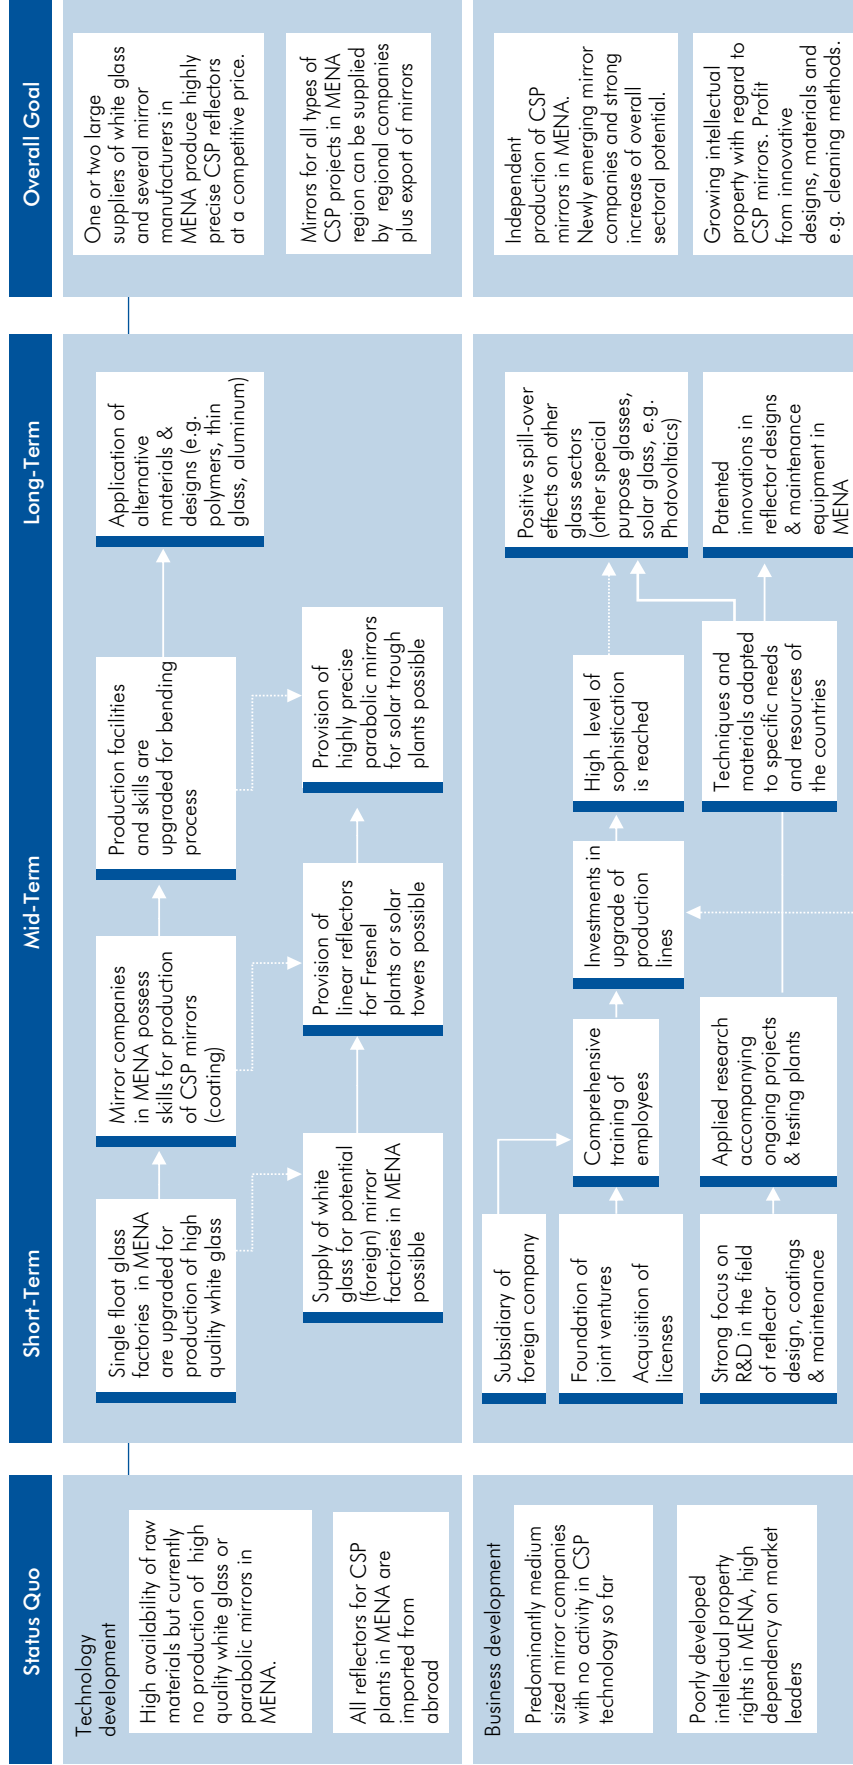 Status Quo
Short-Term
Mid-Term
Long-Term
Overall Goal
Technology
development
High availability of raw
materials but currently
no production of high
quality white glass or
parabolic mirrors in
MENA.
All reflectors for CSP
plants in MENA are
imported from
abroad
Single float glass
factories in MENA
are upgraded for
production of high
quality white glass
Mirror companies
in MENA possess
skills for production
of CSP mirrors
(coating)
Production facilities
and skills are
upgraded for bending
process
Application of
alternative
materials &
designs (e.g.
polymers, thin
glass, aluminum)
Supply of white
glass for potential
(foreign) mirror
factories in MENA
possible
Provision of
linear reflectors
for Fresnel
plants or solar
towers possible
Provision of
highly precise
parabolic mirrors
for solar trough
plants possible
One or two large
suppliers of white glass
and several mirror
manufacturers in
MENA produce highly
precise CSP reflectors
at a competitive price.
Mirrors for all types of
CSP projects in MENA
region can be supplied
by regional companies
plus export of mirrors
Business development
Predominantly medium
sized mirror companies
with no activity in CSP
technology so far
Poorly developed
intellectual property
rights in MENA, high
dependency on market
leaders
Subsidiary of
foreign company
Foundation of
joint ventures
Acquisition of
licenses
Comprehensive
training of
employees
Investments in
upgrade of
production
lines
High level of
sophistication
is reached
Positive spill-over
effects on other
glass sectors
(other special
purpose glasses,
solar glass, e.g.
Photovoltaics)
Strong focus on
R&D in the field
of reflector
design, coatings
& maintenance
Applied research
accompanying
ongoing projects
& testing plants
Techniques and
materials adapted
to specific needs
and resources of
the countries
Patented
innovations in
reflector designs
& maintenance
equipment in
MENA
Independent
production of CSP
mirrors in MENA.
Newly emerging mirror
companies and strong
increase of overall
sectoral potential.
Growing intellectual
property with regard to
CSP mirrors. Profit
from innovative
designs, materials and
e.g. cleaning methods.